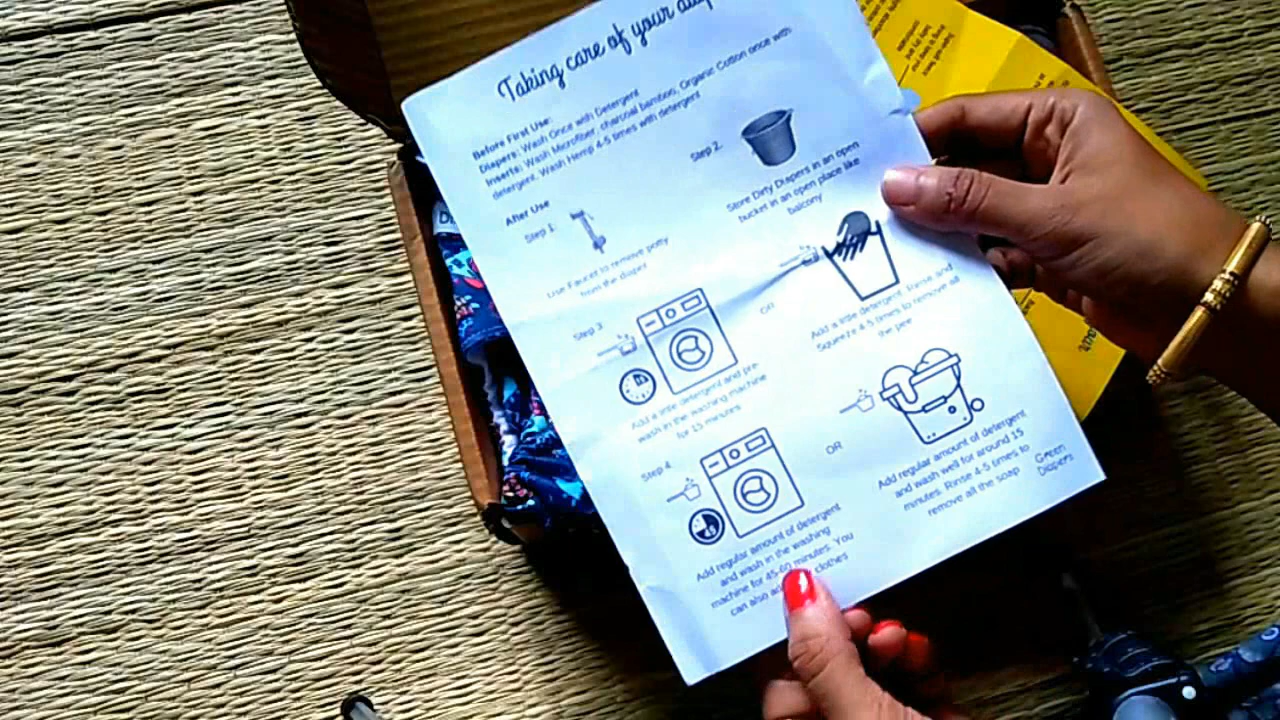 Taking care of your
Before First Use:
Diapers: Wash Once with Detergent
Inserts: Wash Microfiber, charcoal bamboo, Organic Cotton once with
detergent. Wash Hemp 4-5 times with detergent
After Use
Step 1:
Use Faucet to remove potty
from the diaper
Step 2.
Store Dirty Diapers in an open
bucket in an open place like
balcony
Step 3
Add a little detergent and pre-
wash in the washing machine
for 15 minutes
OR
Add a little detergent. Rinse and
Squeeze 4-5 times to remove all
the pee
Step 4
Add regular amount of detergent
and wash in the washing
machine for 45-60 minutes. You
can also clothes
OR
Add regular amount of detergent
and wash well for around 15
minutes. Rinse 4-5 times to
remove all the soap
Green
Diapers